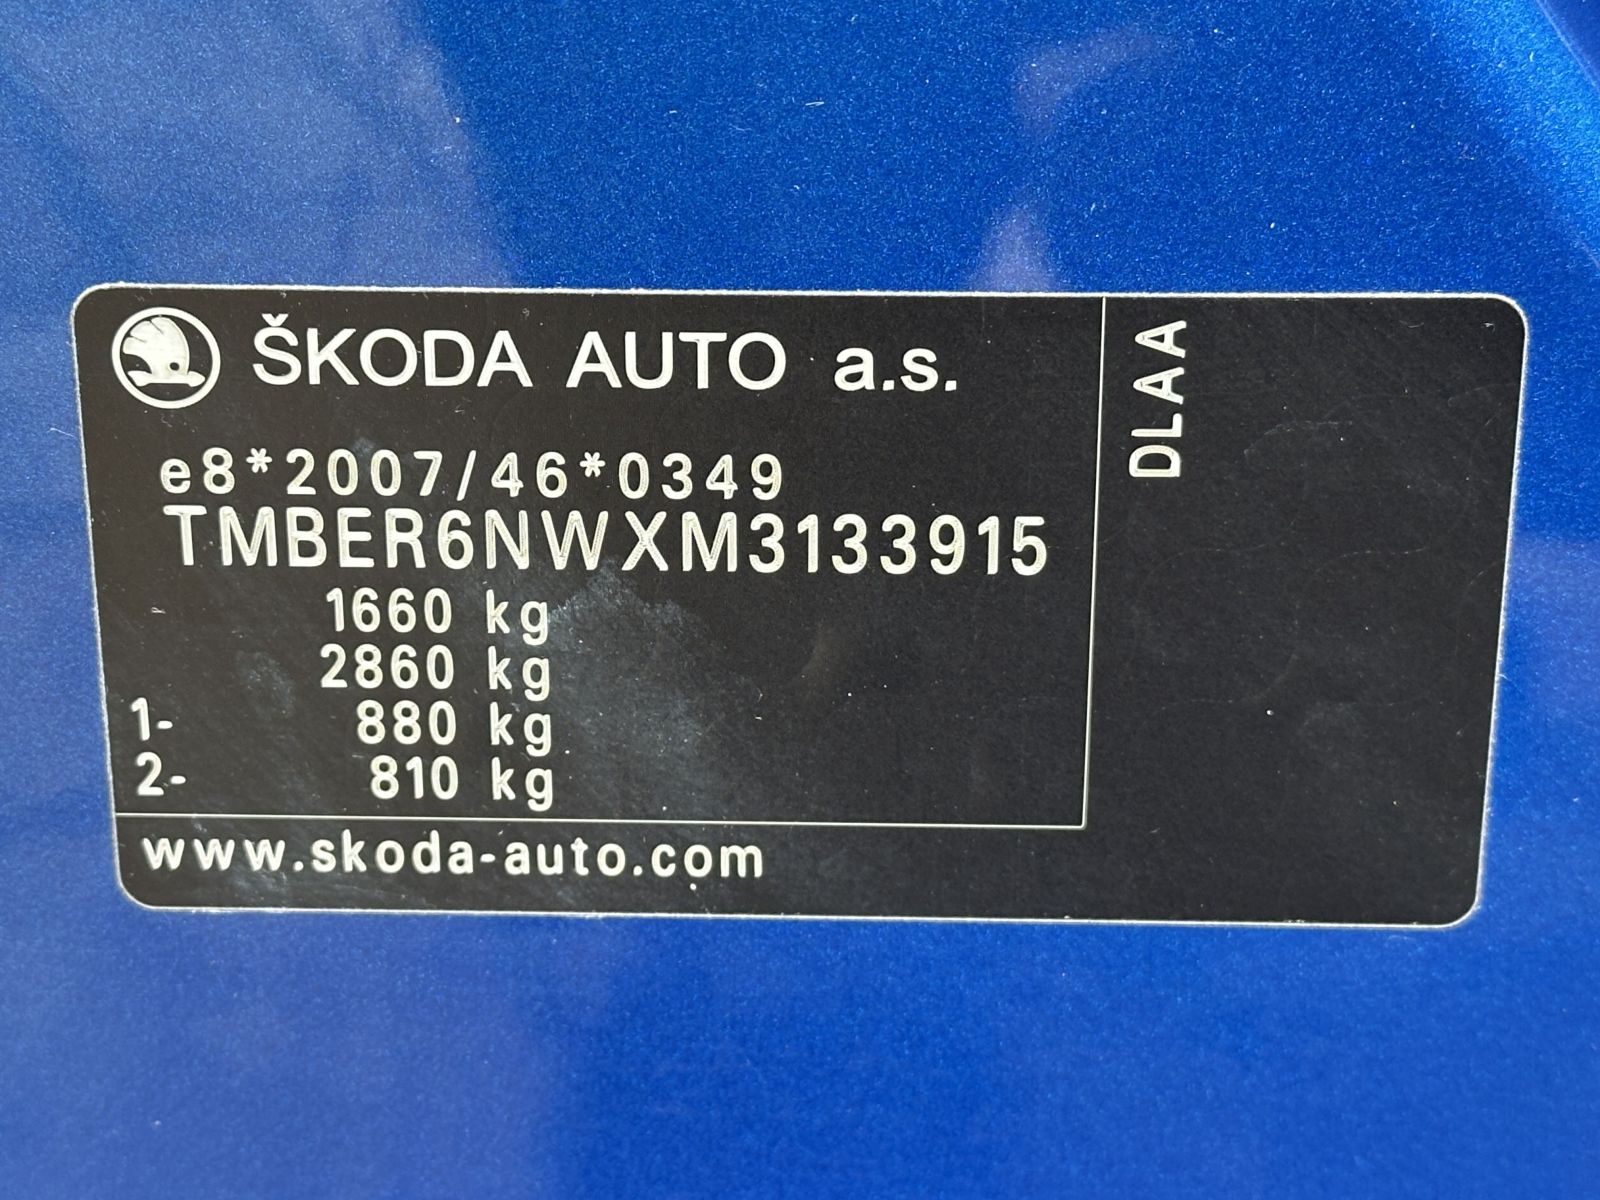 ŠKODA AUTO a.s.
e8*2007/46*0349
TMBER6NWXM3133915
1660 kg
2860 kg
1- 880 kg
2- 810 kg
www.skoda-auto.com
DLAA